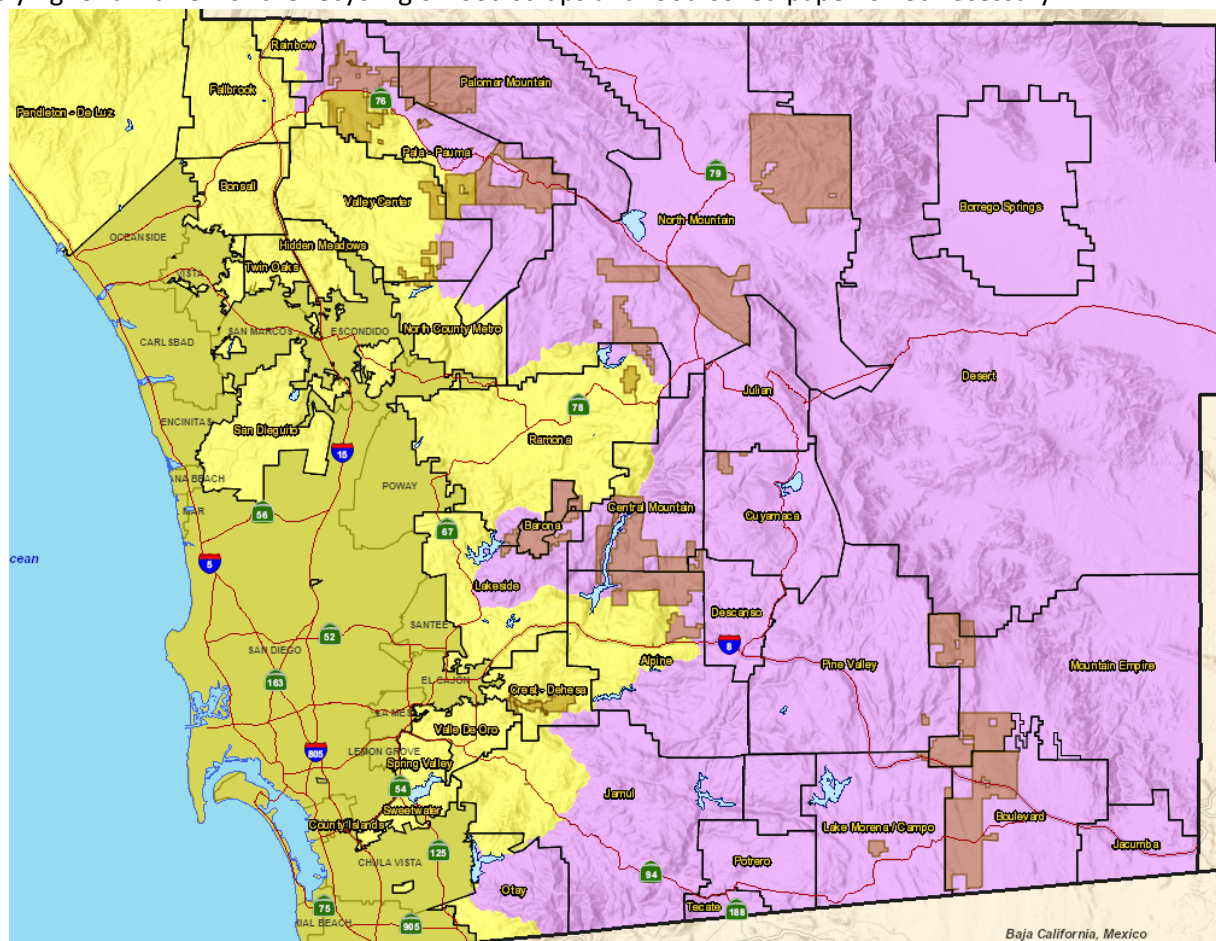 Rainbow
Fallbrook
Palomar Mountain
76
Pendleton - De Luz
Pala - Pauma
79
Bonsall
Valley Center
Borrego Springs
North Mountain
OCEANSIDE
Hidden Meadows
Twin Oaks
VISTA
SAN MARCOS
ESCONDIDO
North County Metro
CARLSBAD
Desert
Julian
78
ENCINITAS
San Dieguito
Ramona
15
ANA BEACH
POWAY
MAR
56
67
Barona
Central Mountain
Cuyamaca
cean
5
Lakeside
Descanso
SANTEE
52
SAN DIEGO
8
Alpine
Pine Valley
Mountain Empire
163
EL CAJON
Crest - Dehesa
LA MES
Valle De Oro
805
LEMON GROVE
Spring Valley
54
Jamul
Sweetwater
County Islands
Lake Morena / Campo
Boulevard
125
Jacumba
CHULA VISTA
Potrero
94
Otay
75
Tecate
188
RIAL BEACH
905
Baja California, Mexico